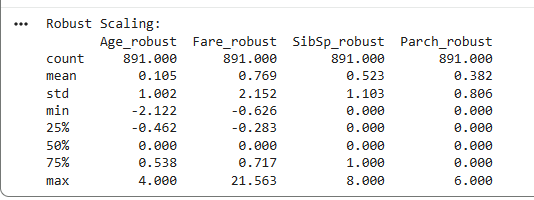 ••• Robust Scaling:
Age_robust Fare_robust SibSp_robust Parch_robust
count 891.000 891.000 891.000 891.000
mean 0.105 0.769 0.523 0.382
std 1.002 2.152 1.103 0.806
min -2.122 -0.626 0.000 0.000
25% -0.462 -0.283 0.000 0.000
50% 0.000 0.000 0.000 0.000
75% 0.538 0.717 1.000 0.000
max 4.000 21.563 8.000 6.000